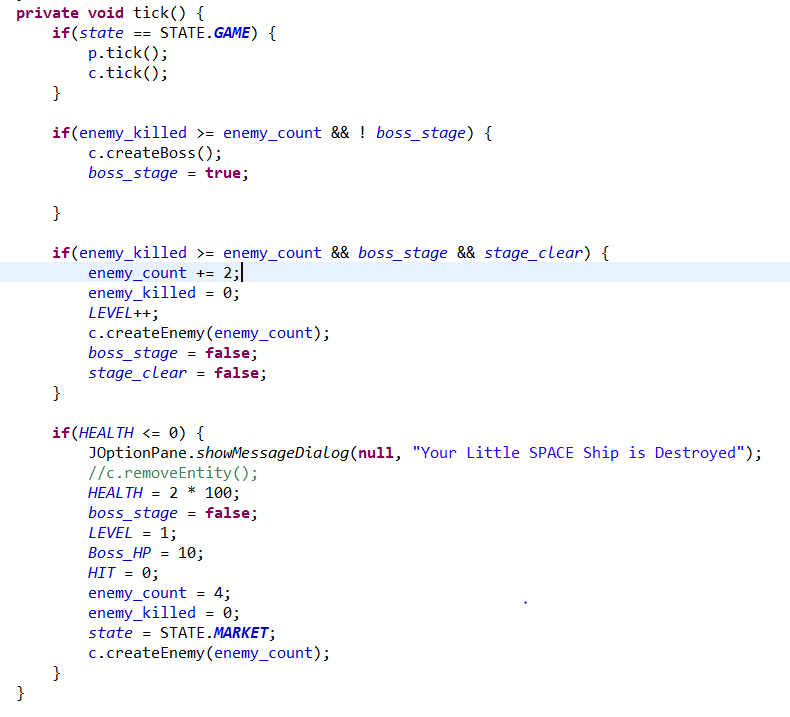 private void tick() {
    if(state == STATE.GAME) {
        p.tick();
        c.tick();
    }

    if(enemy_killed >= enemy_count && ! boss_stage) {
        c.createBoss();
        boss_stage = true;

    }

    if(enemy_killed >= enemy_count && boss_stage && stage_clear) {
        enemy_count += 2;
        enemy_killed = 0;
        LEVEL++;
        c.createEnemy(enemy_count);
        boss_stage = false;
        stage_clear = false;
    }

    if(HEALTH <= 0) {
        JOptionPane.showMessageDialog(null, "Your Little SPACE Ship is Destroyed");
        //c.removeEntity();
        HEALTH = 2 * 100;
        boss_stage = false;
        LEVEL = 1;
        Boss_HP = 10;
        HIT = 0;
        enemy_count = 4;
        enemy_killed = 0;
        state = STATE.MARKET;
        c.createEnemy(enemy_count);
    }
}